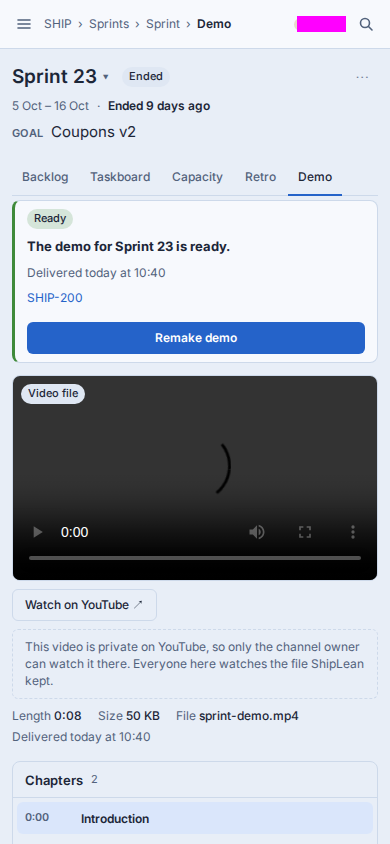 SHIP › Sprints › Sprint › Demo
Sprint 23 ▾ Ended ...
5 Oct – 16 Oct · Ended 9 days ago
GOAL Coupons v2
Backlog Taskboard Capacity Retro Demo
Ready
The demo for Sprint 23 is ready.
Delivered today at 10:40
SHIP-200
Remake demo
Video file
0:00
Watch on YouTube ↗
This video is private on YouTube, so only the channel owner
can watch it there. Everyone here watches the file ShipLean
kept.
Length 0:08 Size 50 KB File sprint-demo.mp4
Delivered today at 10:40
Chapters 2
0:00 Introduction